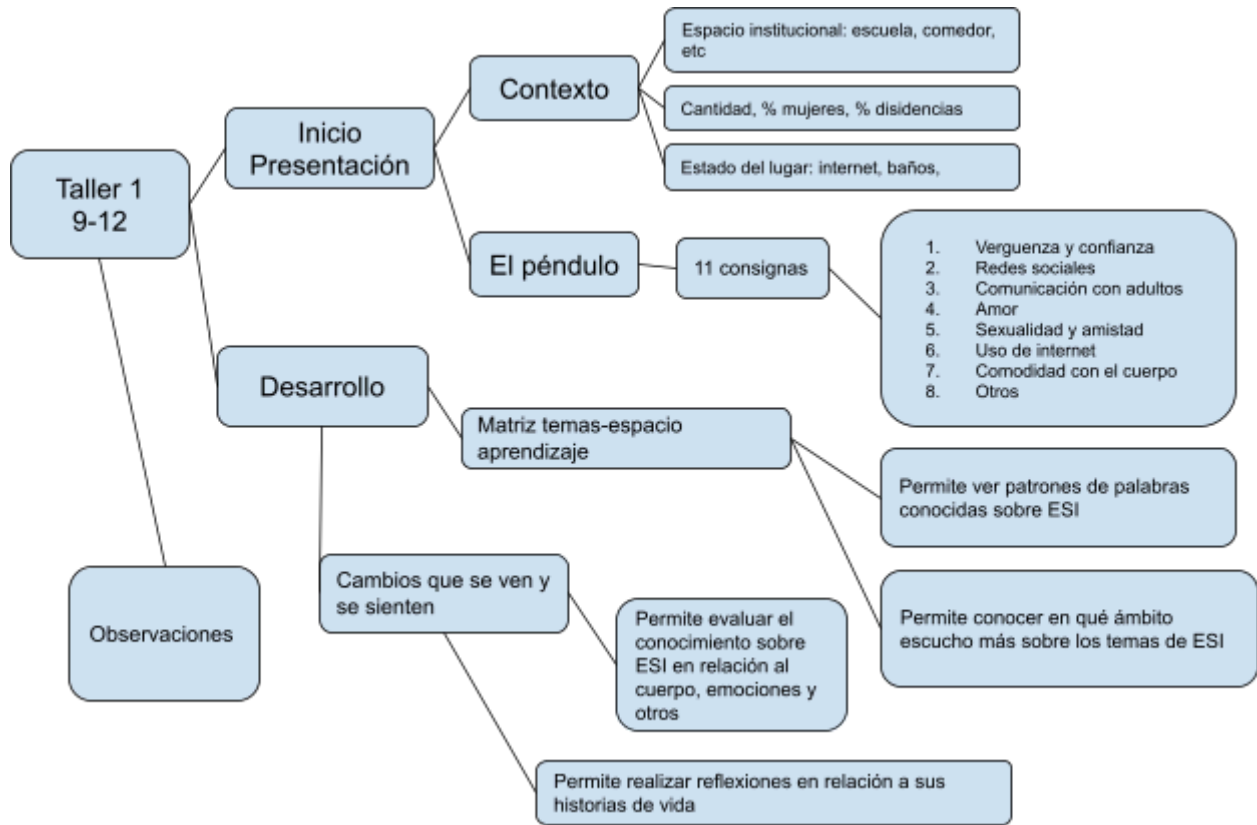 Taller 1
9-12
Inicio
Presentación
Contexto
Espacio institucional: escuela, comedor,
etc
Cantidad, % mujeres, % disidencias
Estado del lugar: internet, baños,
El péndulo
11 consignas
1. Verguenza y confianza
2. Redes sociales
3. Comunicación con adultos
4. Amor
5. Sexualidad y amistad
6. Uso de internet
7. Comodidad con el cuerpo
8. Otros
Desarrollo
Matriz temas-espacio
aprendizaje
Permite ver patrones de palabras
conocidas sobre ESI
Permite conocer en qué ámbito
escucho más sobre los temas de ESI
Cambios que se ven y
se sienten
Permite evaluar el
conocimiento sobre
ESI en relación al
cuerpo, emociones y
otros
Permite realizar reflexiones en relación a sus
historias de vida
Observaciones